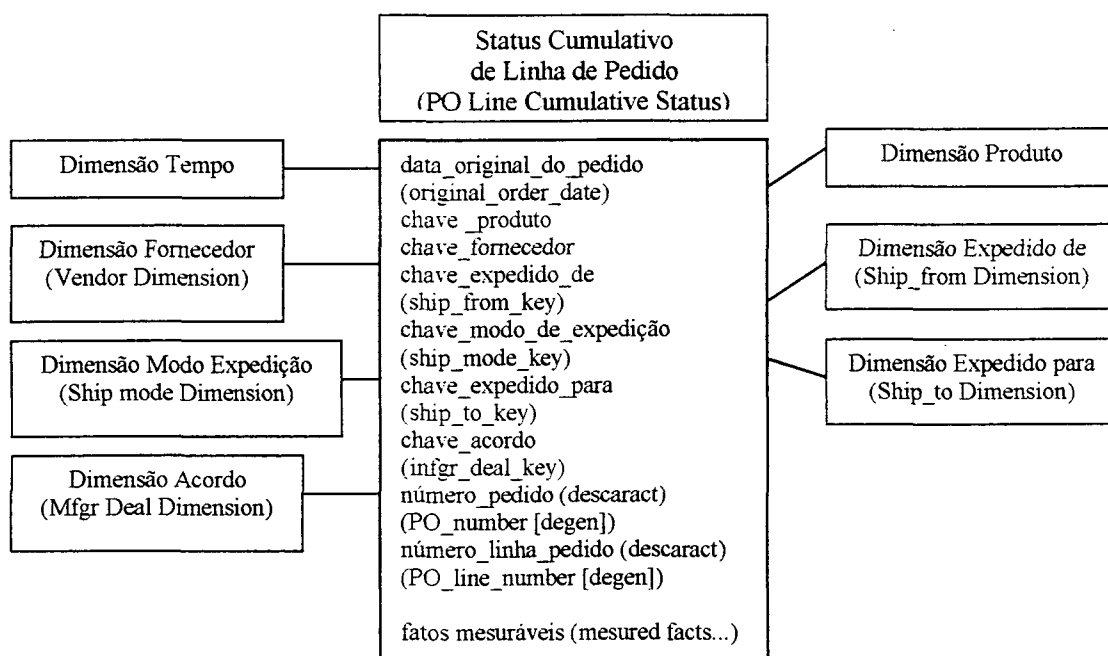 Status Cumulativo
de Linha de Pedido
(PO Line Cumulative Status)
Dimensão Tempo
Dimensão Fornecedor
(Vendor Dimension)
Dimensão Modo Expedição
(Ship mode Dimension)
Dimensão Acordo
(Mfgr Deal Dimension)
data_original_do_pedido
(original_order_date)
chave _produto
chave_fornecedor
chave_expedido_de
(ship_from_key)
chave_modo_de_expedição
(ship_mode_key)
chave_expedido_para
(ship_to_key)
chave_acordo
(infgr_deal_key)
número_pedido (descaract)
(PO_number [degen])
número_linha_pedido (descaract)
(PO_line_number [degen])
fatos mesuráveis (mesured facts...)
Dimensão Produto
Dimensão Expedido de
(Ship_from Dimension)
Dimensão Expedido para
(Ship_to Dimension)